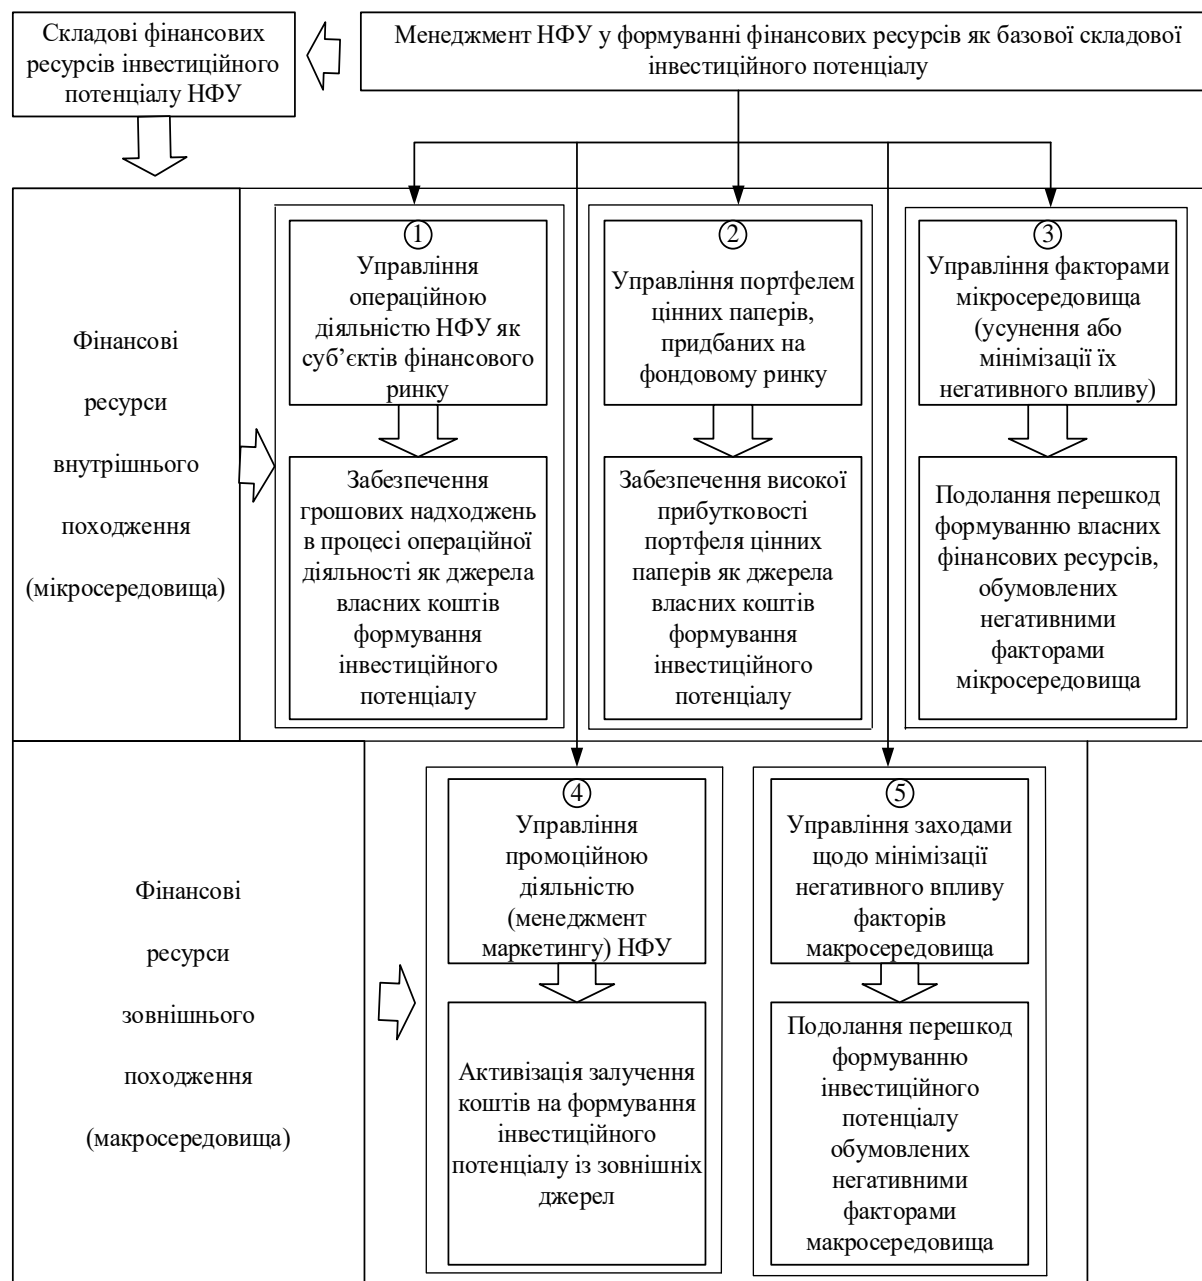 Складові фінансових
ресурсів інвестиційного
потенціалу НФУ
Менеджмент НФУ у формуванні фінансових ресурсів як базової складової
інвестиційного потенціалу
Фінансові
ресурси
внутрішнього
походження
(мікросередовища)
1
Управління
операційною
діяльністю НФУ як
суб’єктів фінансового
ринку
Забезпечення
грошових надходжень
в процесі операційної
діяльності як джерела
власних коштів
формування
інвестиційного
потенціалу
2
Управління портфелем
цінних паперів,
придбаних на
фондовому ринку
Забезпечення високої
прибутковості
портфеля цінних
паперів як джерела
власних коштів
формування
інвестиційного
потенціалу
3
Управління факторами
мікросередовища
(усунення або
мінімізації їх
негативного впливу)
Подолання перешкод
формуванню власних
фінансових ресурсів,
обумовлених
негативними
факторами
мікросередовища
Фінансові
ресурси
зовнішнього
походження
(макросередовища)
4
Управління
промоційною
діяльністю
(менеджмент
маркетингу) НФУ
Активізація залучення
коштів на формування
інвестиційного
потенціалу із зовнішніх
джерел
5
Управління заходами
щодо мінімізації
негативного впливу
факторів
макросередовища
Подолання перешкод
формуванню
інвестиційного
потенціалу
обумовлених
негативними
факторами
макросередовища